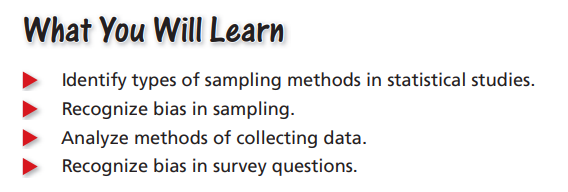 What You Will Learn
Identify types of sampling methods in statistical studies.
Recognize bias in sampling.
Analyze methods of collecting data.
Recognize bias in survey questions.